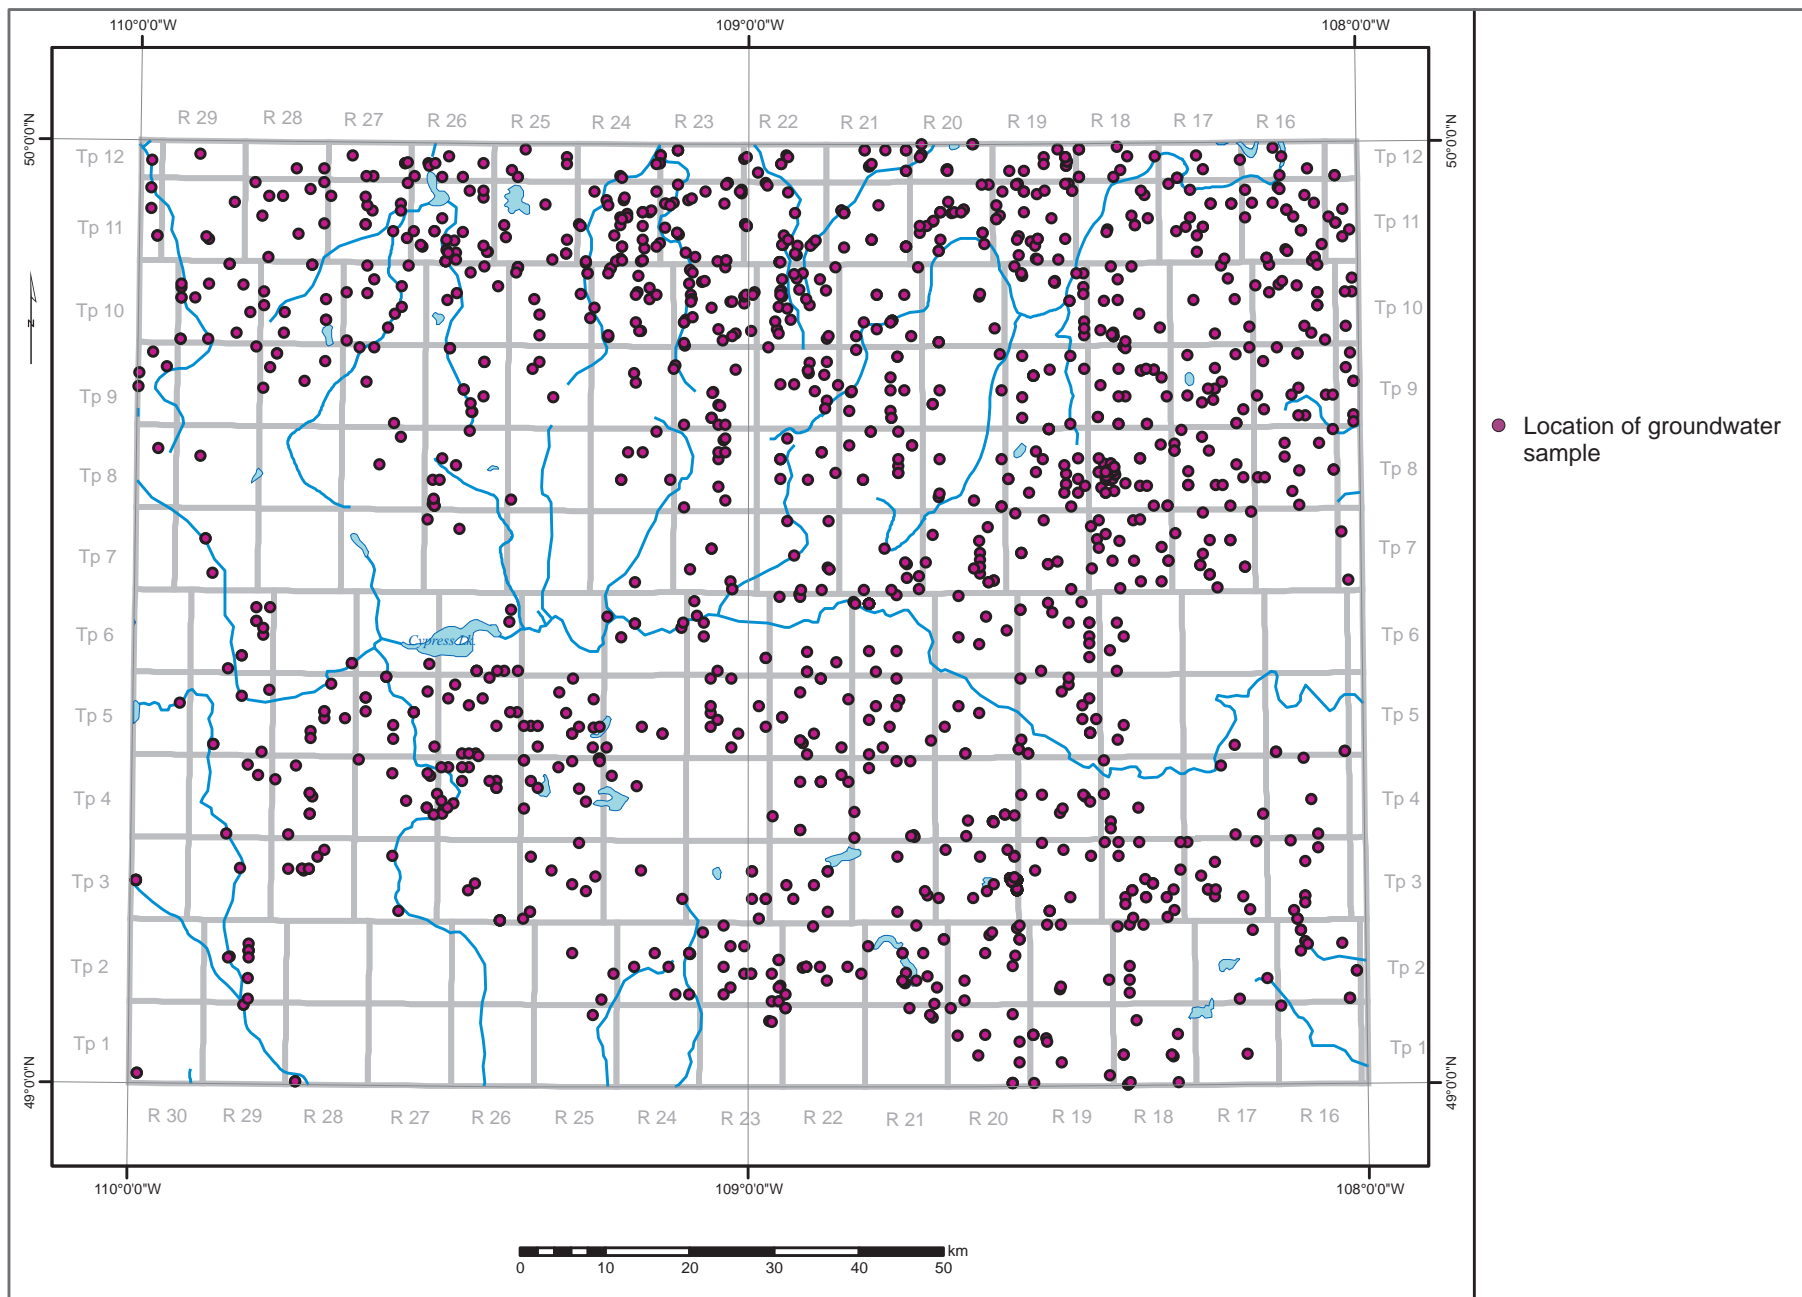 110°0'0"W 109°0'0"W 108°0'0"W
R 29 R 28 R 27 R 26 R 25 R 24 R 23 R 22 R 21 R 20 R 19 R 18 R 17 R 16
50°0'0"N 50°0'0"N
Tp 12 Tp 12
Tp 11 Tp 11
N
Tp 10 Tp 10
Tp 9 Tp 9
Location of groundwater
sample
Tp 8 Tp 8
Tp 7 Tp 7
Tp 6 Tp 6
Cypress Lk.
Tp 5 Tp 5
Tp 4 Tp 4
Tp 3 Tp 3
Tp 2 Tp 2
Tp 1 Tp 1
49°0'0"N 49°0'0"N
R 30 R 29 R 28 R 27 R 26 R 25 R 24 R 23 R 22 R 21 R 20 R 19 R 18 R 17 R 16
110°0'0"W 109°0'0"W 108°0'0"W
km
0 10 20 30 40 50